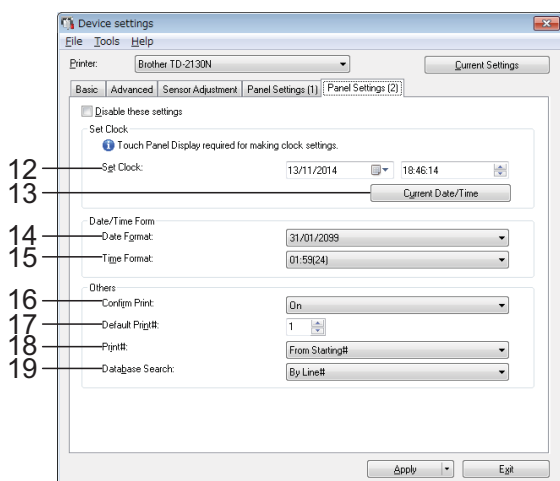 Device settings
File Tools Help
Printer: Brother TD-2130N Current Settings
Basic Advanced Sensor Adjustment Panel Settings (1) Panel Settings (2)
Disable these settings
Set Clock
Touch Panel Display required for making clock settings.
12 Set Clock: 13/11/2014 18:46:14
13 Current Date/Time
Date/Time Form
14 Date Format: 31/01/2099
15 Time Format: 01:59(24)
Others
16 Confirm Print: On
17 Default Print#: 1
18 Print#: From Starting#
19 Database Search: By Line#
Apply Exit